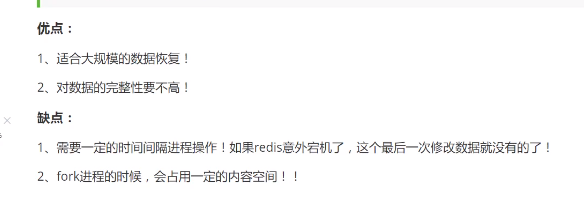 优点：
1、适合大规模的数据恢复！
2、对数据的完整性要不高！
缺点：
1、需要一定的时间间隔进程操作！如果redis意外宕机了，这个最后一次修改数据就没有的了！
2、fork进程的时候，会占用一定的内容空间！！